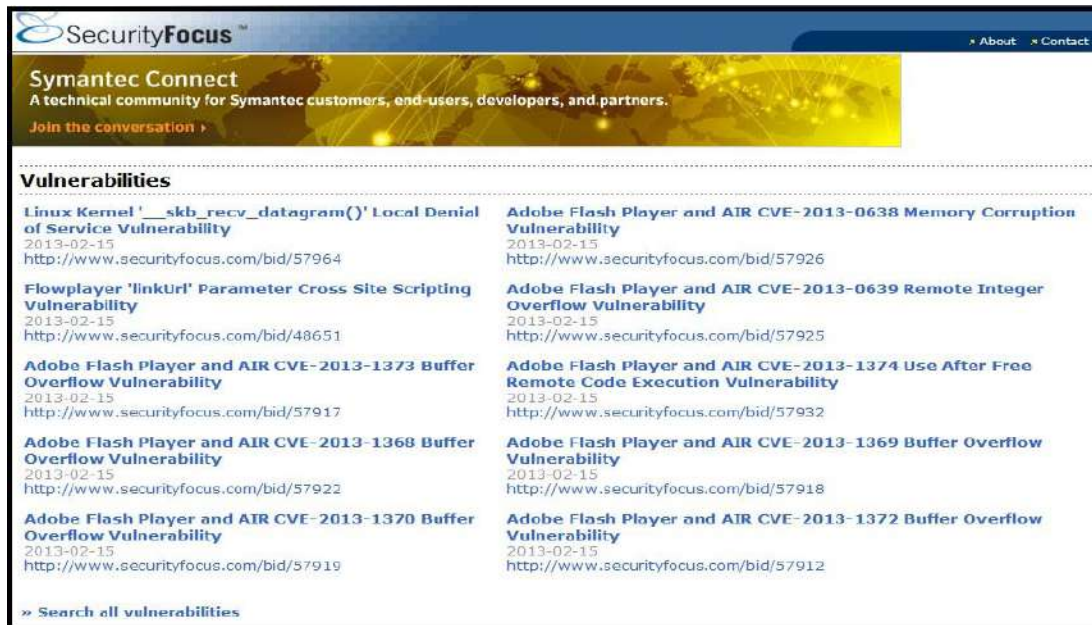 SecurityFocus™
About Contact
Symantec Connect
A technical community for Symantec customers, end-users, developers, and partners.
Join the conversation ›
Vulnerabilities
Linux Kernel '__skb_recv_datagram()' Local Denial
of Service Vulnerability
2013-02-15
http://www.securityfocus.com/bid/57964
Flowplayer 'linkUrl' Parameter Cross Site Scripting
Vulnerability
2013-02-15
http://www.securityfocus.com/bid/48651
Adobe Flash Player and AIR CVE-2013-1373 Buffer
Overflow Vulnerability
2013-02-15
http://www.securityfocus.com/bid/57917
Adobe Flash Player and AIR CVE-2013-1368 Buffer
Overflow Vulnerability
2013-02-15
http://www.securityfocus.com/bid/57922
Adobe Flash Player and AIR CVE-2013-1370 Buffer
Overflow Vulnerability
2013-02-15
http://www.securityfocus.com/bid/57919
Adobe Flash Player and AIR CVE-2013-0638 Memory Corruption
Vulnerability
2013-02-15
http://www.securityfocus.com/bid/57926
Adobe Flash Player and AIR CVE-2013-0639 Remote Integer
Overflow Vulnerability
2013-02-15
http://www.securityfocus.com/bid/57925
Adobe Flash Player and AIR CVE-2013-1374 Use After Free
Remote Code Execution Vulnerability
2013-02-15
http://www.securityfocus.com/bid/57932
Adobe Flash Player and AIR CVE-2013-1369 Buffer Overflow
Vulnerability
2013-02-15
http://www.securityfocus.com/bid/57918
Adobe Flash Player and AIR CVE-2013-1372 Buffer Overflow
Vulnerability
2013-02-15
http://www.securityfocus.com/bid/57912
» Search all vulnerabilities